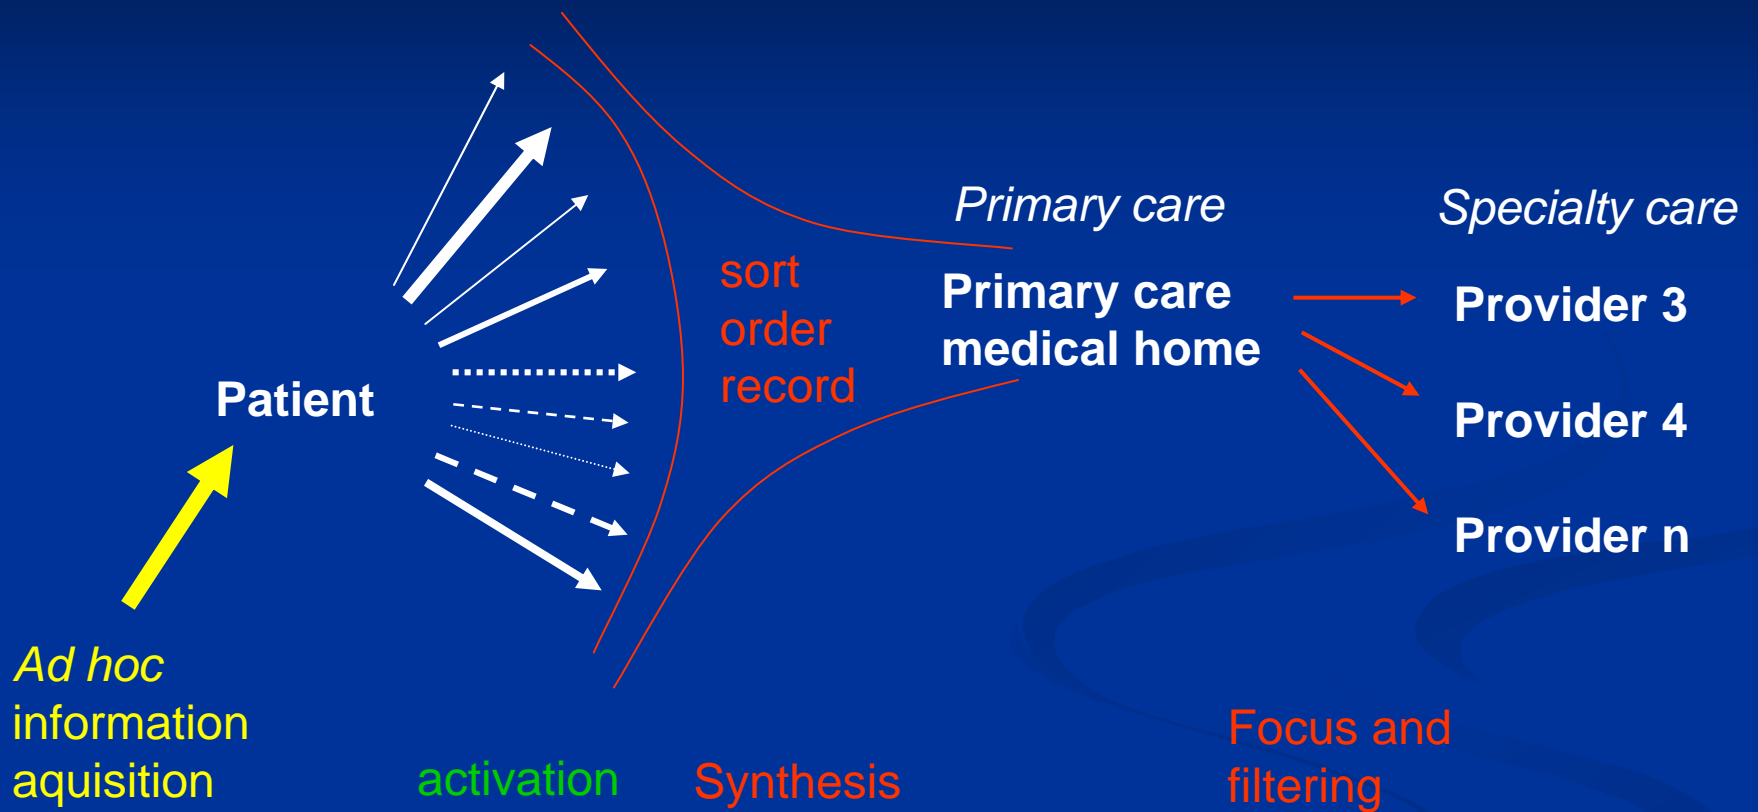 Primary care
Specialty care
sort
order
record
Primary care
medical home
Provider 3
Provider 4
Provider n
Patient
Ad hoc
information
aquisition
activation
Synthesis
Focus and
filtering